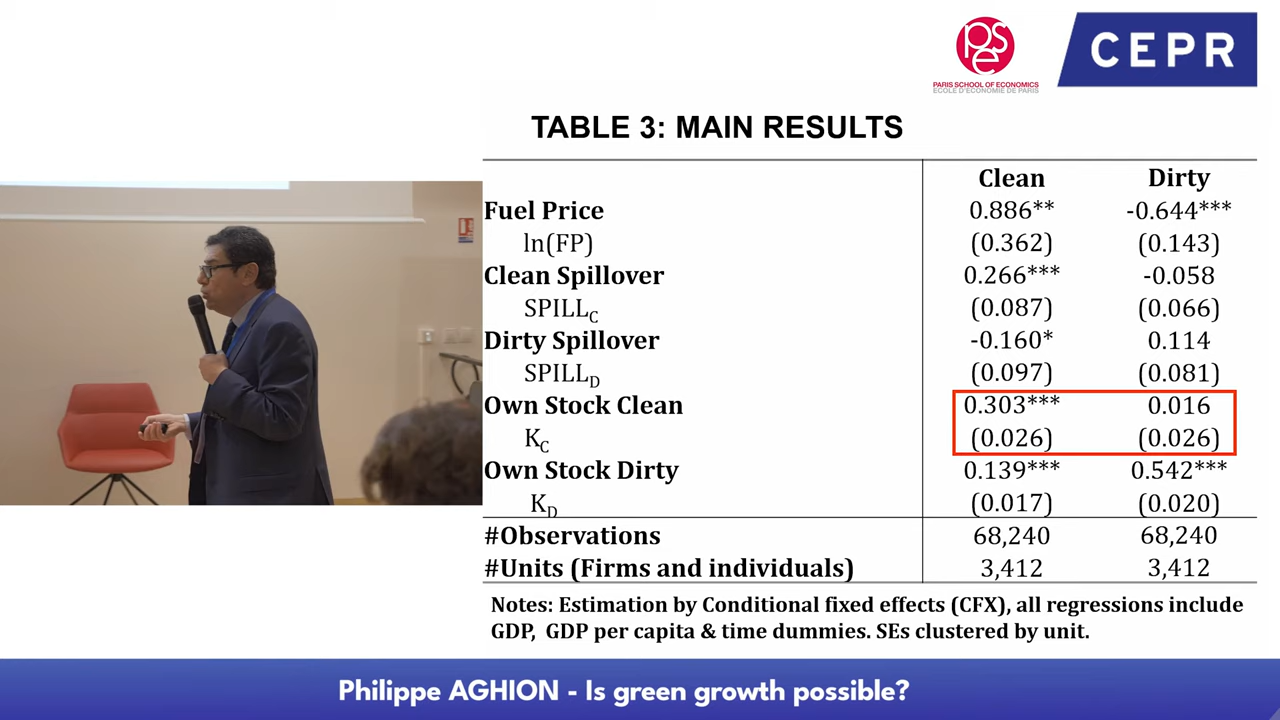 pse
PARIS SCHOOL OF ECONOMICS
ÉCOLE D'ÉCONOMIE DE PARIS
CEPR
TABLE 3: MAIN RESULTS
Clean Dirty
Fuel Price 0.886** -0.644***
ln(FP) (0.362) (0.143)
Clean Spillover 0.266*** -0.058
SPILLC (0.087) (0.066)
Dirty Spillover -0.160* 0.114
SPILLD (0.097) (0.081)
Own Stock Clean 0.303*** 0.016
KC (0.026) (0.026)
Own Stock Dirty 0.139*** 0.542***
KD (0.017) (0.020)
#Observations 68,240 68,240
#Units (Firms and individuals) 3,412 3,412
Notes: Estimation by Conditional fixed effects (CFX), all regressions include
GDP, GDP per capita & time dummies. SEs clustered by unit.
Philippe AGHION - Is green growth possible?